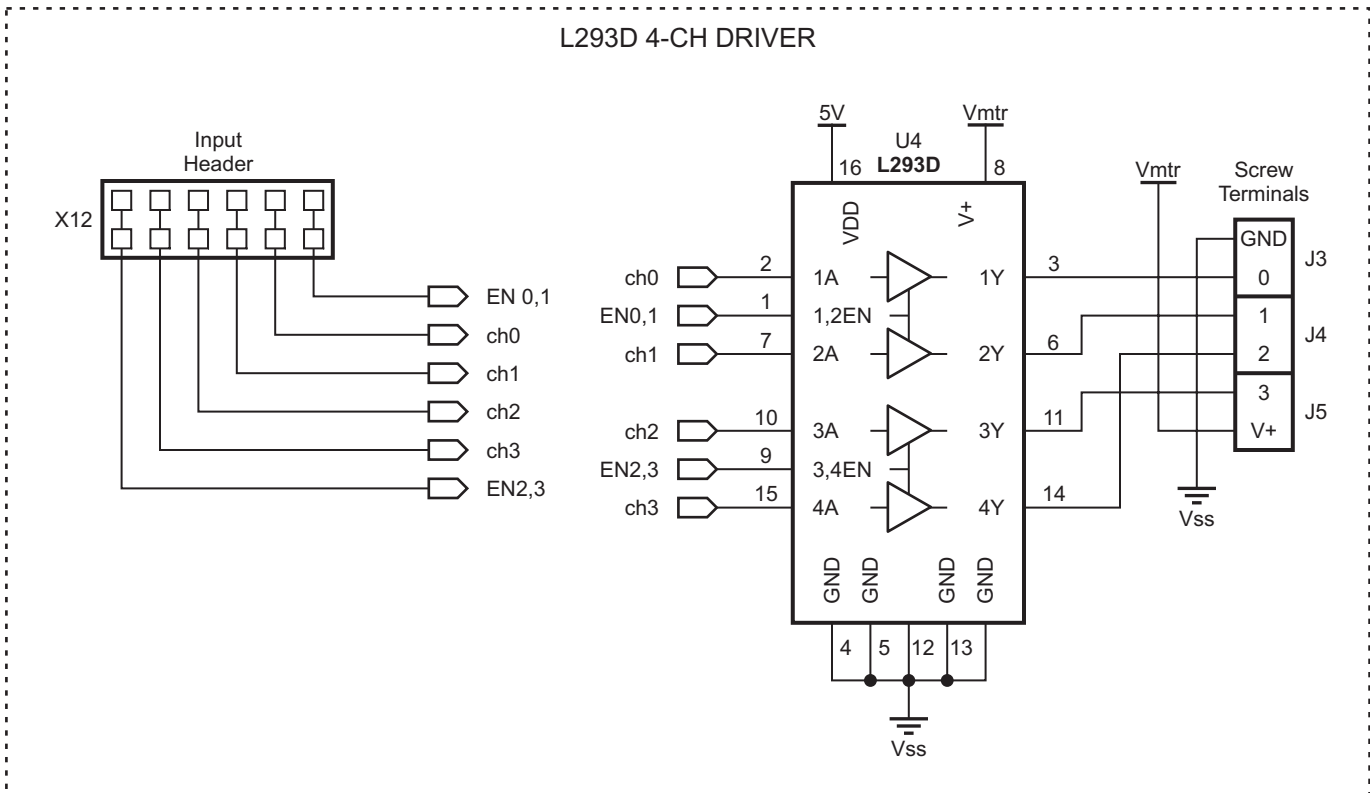 L293D 4-CH DRIVER
Input
Header
X12
EN 0,1
ch0
ch1
ch2
ch3
EN2,3
5V
Vmtr
U4
L293D
16
8
VDD
V+
ch0
2
1A
1Y
3
EN0,1
1
1,2EN
ch1
7
2A
2Y
6
ch2
10
3A
3Y
11
EN2,3
9
3,4EN
ch3
15
4A
4Y
14
GND
GND
GND
GND
4
5
12
13
Vss
Vmtr
Screw
Terminals
GND
J3
0
1
J4
2
3
J5
V+
Vss